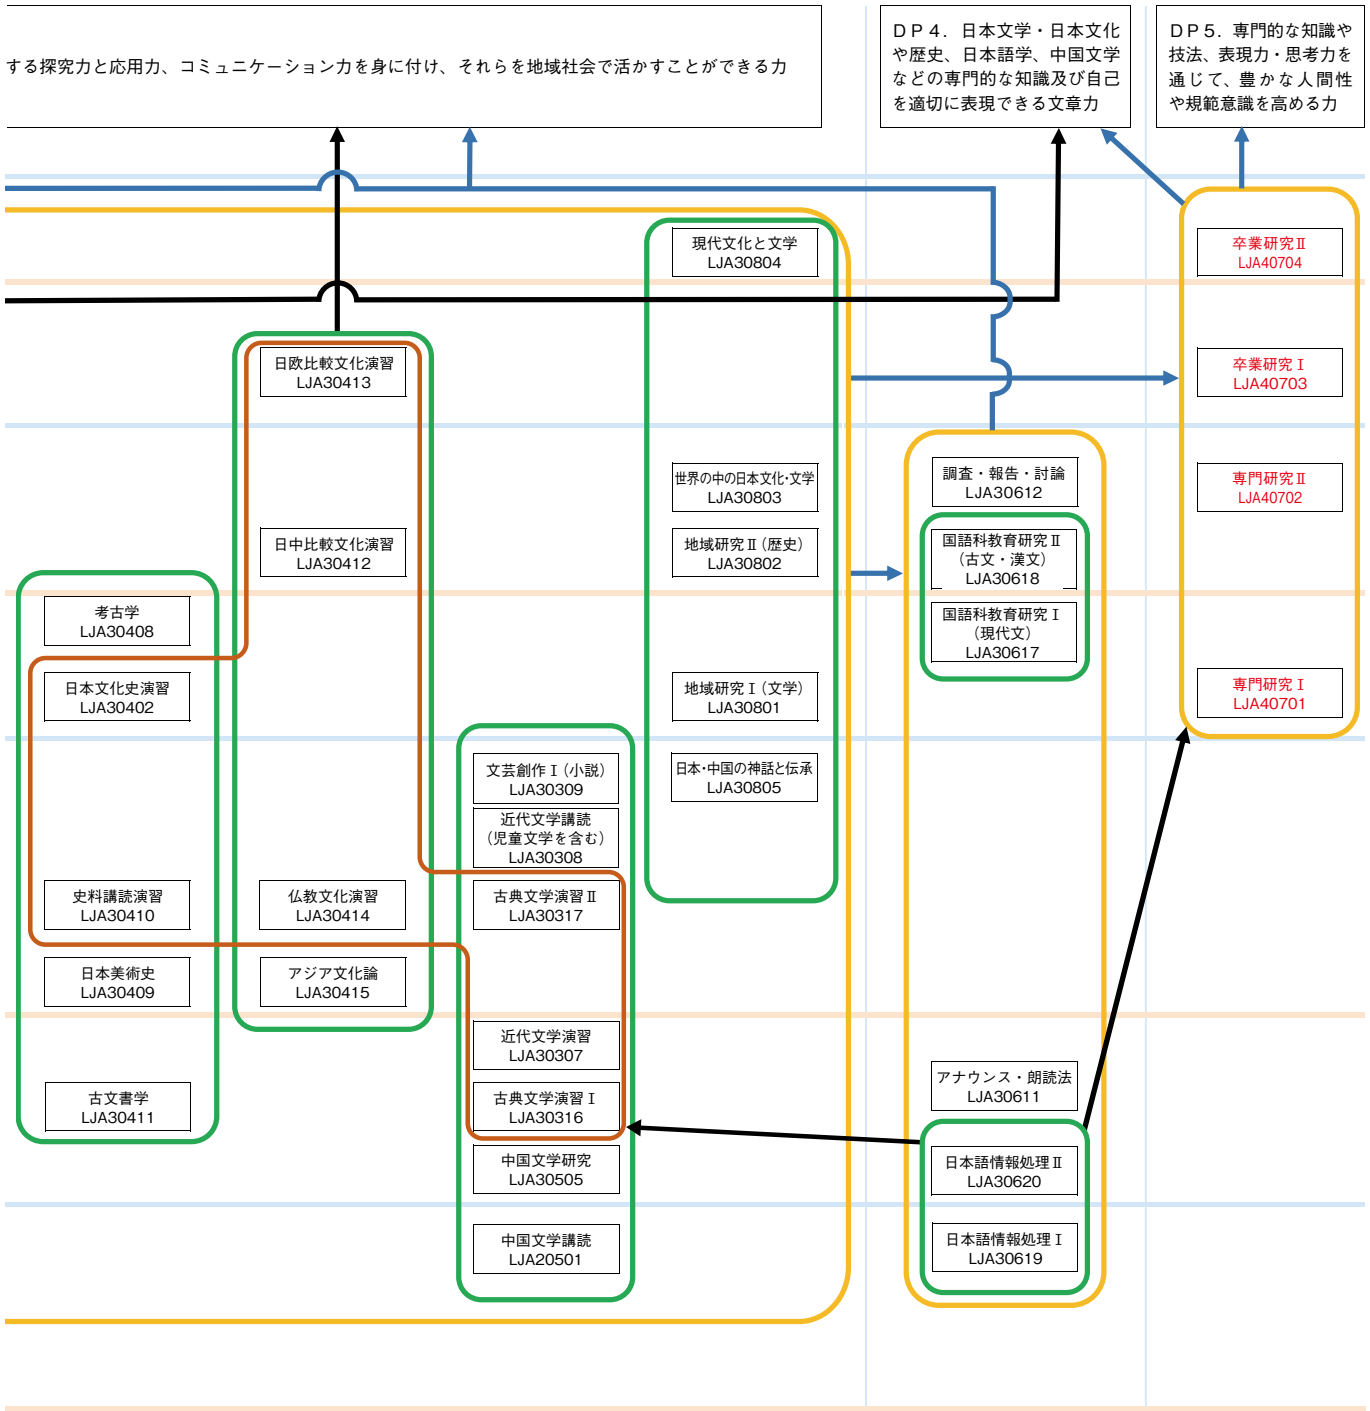 する探究力と応用力、コミュニケーション力を身に付け、それらを地域社会で活かすことができる力
DP4．日本文学・日本文化
や歴史、日本語学、中国文学
などの専門的な知識及び自己
を適切に表現できる文章力
DP5．専門的な知識や
技法、表現力・思考力を
通じて、豊かな人間性
や規範意識を高める力
現代文化と文学
LJA30804
卒業研究Ⅱ
LJA40704
日欧比較文化演習
LJA30413
卒業研究Ⅰ
LJA40703
世界の中の日本文化・文学
LJA30803
調査・報告・討論
LJA30612
専門研究Ⅱ
LJA40702
日中比較文化演習
LJA30412
地域研究Ⅱ（歴史）
LJA30802
国語科教育研究Ⅱ
（古文・漢文）
LJA30618
考古学
LJA30408
国語科教育研究Ⅰ
（現代文）
LJA30617
日本文化史演習
LJA30402
地域研究Ⅰ（文学）
LJA30801
専門研究Ⅰ
LJA40701
文芸創作Ⅰ（小説）
LJA30309
日本・中国の神話と伝承
LJA30805
近代文学講読
（児童文学を含む）
LJA30308
史料講読演習
LJA30410
仏教文化演習
LJA30414
古典文学演習Ⅱ
LJA30317
日本美術史
LJA30409
アジア文化論
LJA30415
近代文学演習
LJA30307
アナウンス・朗読法
LJA30611
古文書学
LJA30411
古典文学演習Ⅰ
LJA30316
中国文学研究
LJA30505
日本語情報処理Ⅱ
LJA30620
中国文学講読
LJA20501
日本語情報処理Ⅰ
LJA30619